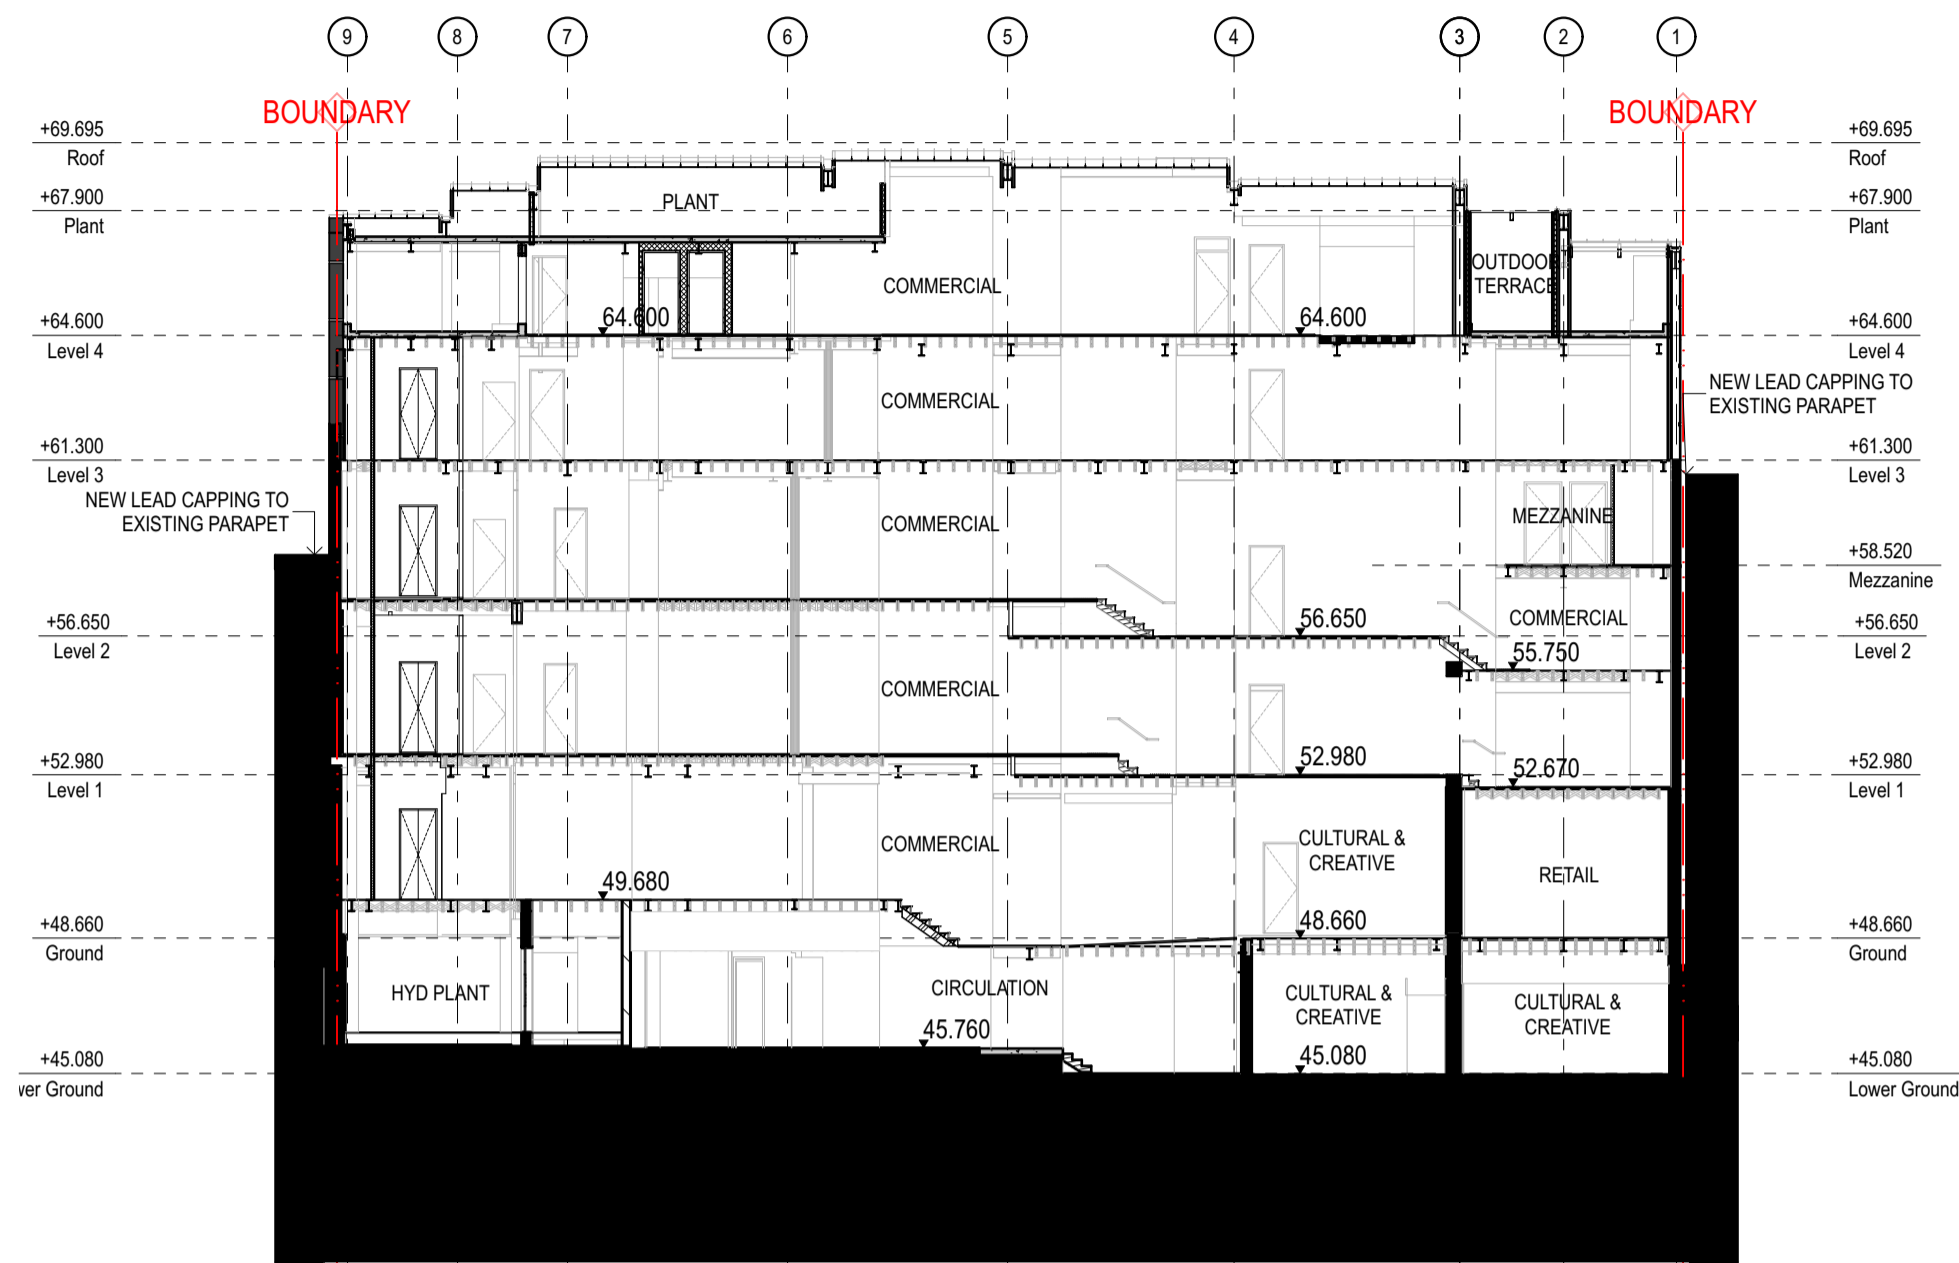 9 8 7 6 5 4 3 2 1
BOUNDARY BOUNDARY
+69.695 +69.695
Roof Roof
+67.900 +67.900
Plant Plant
PLANT
OUTDOOR
TERRACE
COMMERCIAL
64.600 64.600
+64.600 +64.600
Level 4 Level 4
NEW LEAD CAPPING TO
EXISTING PARAPET
COMMERCIAL
+61.300 +61.300
Level 3 Level 3
NEW LEAD CAPPING TO
EXISTING PARAPET
COMMERCIAL
MEZZANINE
+58.520
Mezzanine
COMMERCIAL
56.650
+56.650 +56.650
Level 2 Level 2
55.750
COMMERCIAL
52.980
52.670
+52.980 +52.980
Level 1 Level 1
COMMERCIAL
CULTURAL &
CREATIVE
RETAIL
49.680
48.660
+48.660 +48.660
Ground Ground
HYD PLANT
CIRCULATION
CULTURAL &
CREATIVE
CULTURAL &
CREATIVE
45.760
45.080
+45.080 +45.080
ver Ground Lower Ground